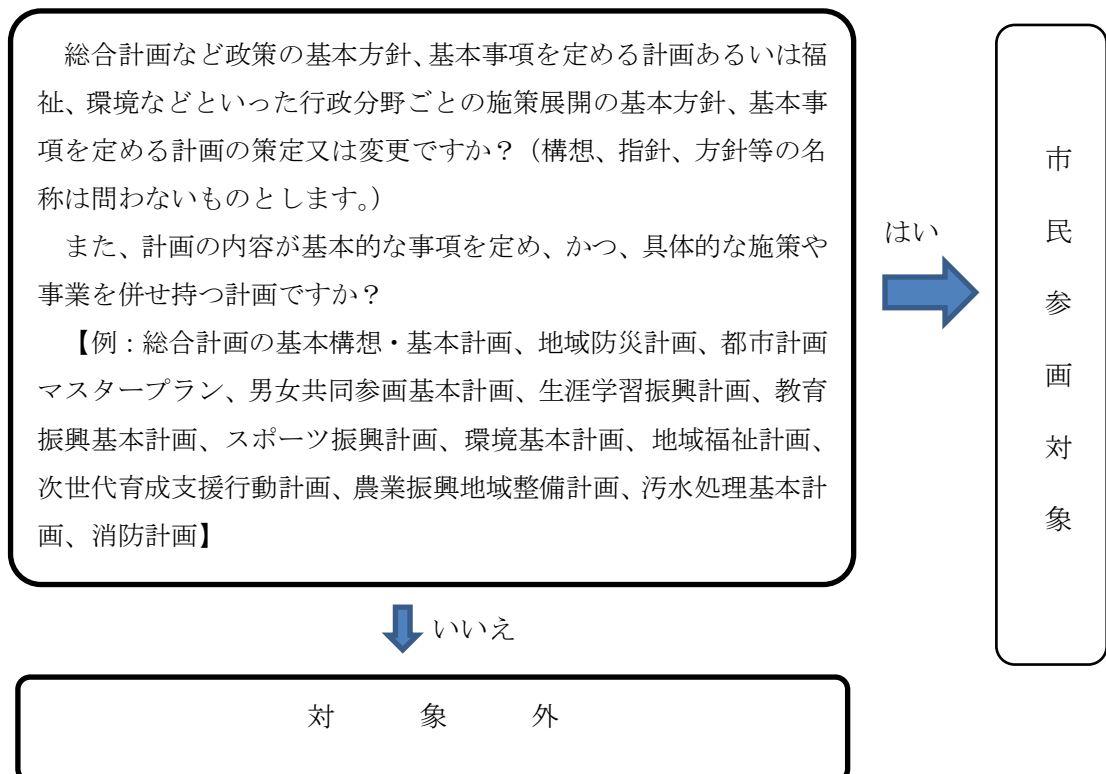 総合計画など政策の基本方針、基本事項を定める計画あるいは福
祉、環境などといった行政分野ごとの施策展開の基本方針、基本事
項を定める計画の策定又は変更ですか？（構想、指針、方針等の名
称は問わないものとします。）
また、計画の内容が基本的な事項を定め、かつ、具体的な施策や
事業を併せ持つ計画ですか？
【例：総合計画の基本構想・基本計画、地域防災計画、都市計画
マスタープラン、男女共同参画基本計画、生涯学習振興計画、教育
振興基本計画、スポーツ振興計画、環境基本計画、地域福祉計画、
次世代育成支援行動計画、農業振興地域整備計画、汚水処理基本計
画、消防計画】
はい
市民参画対象
いいえ
対象外